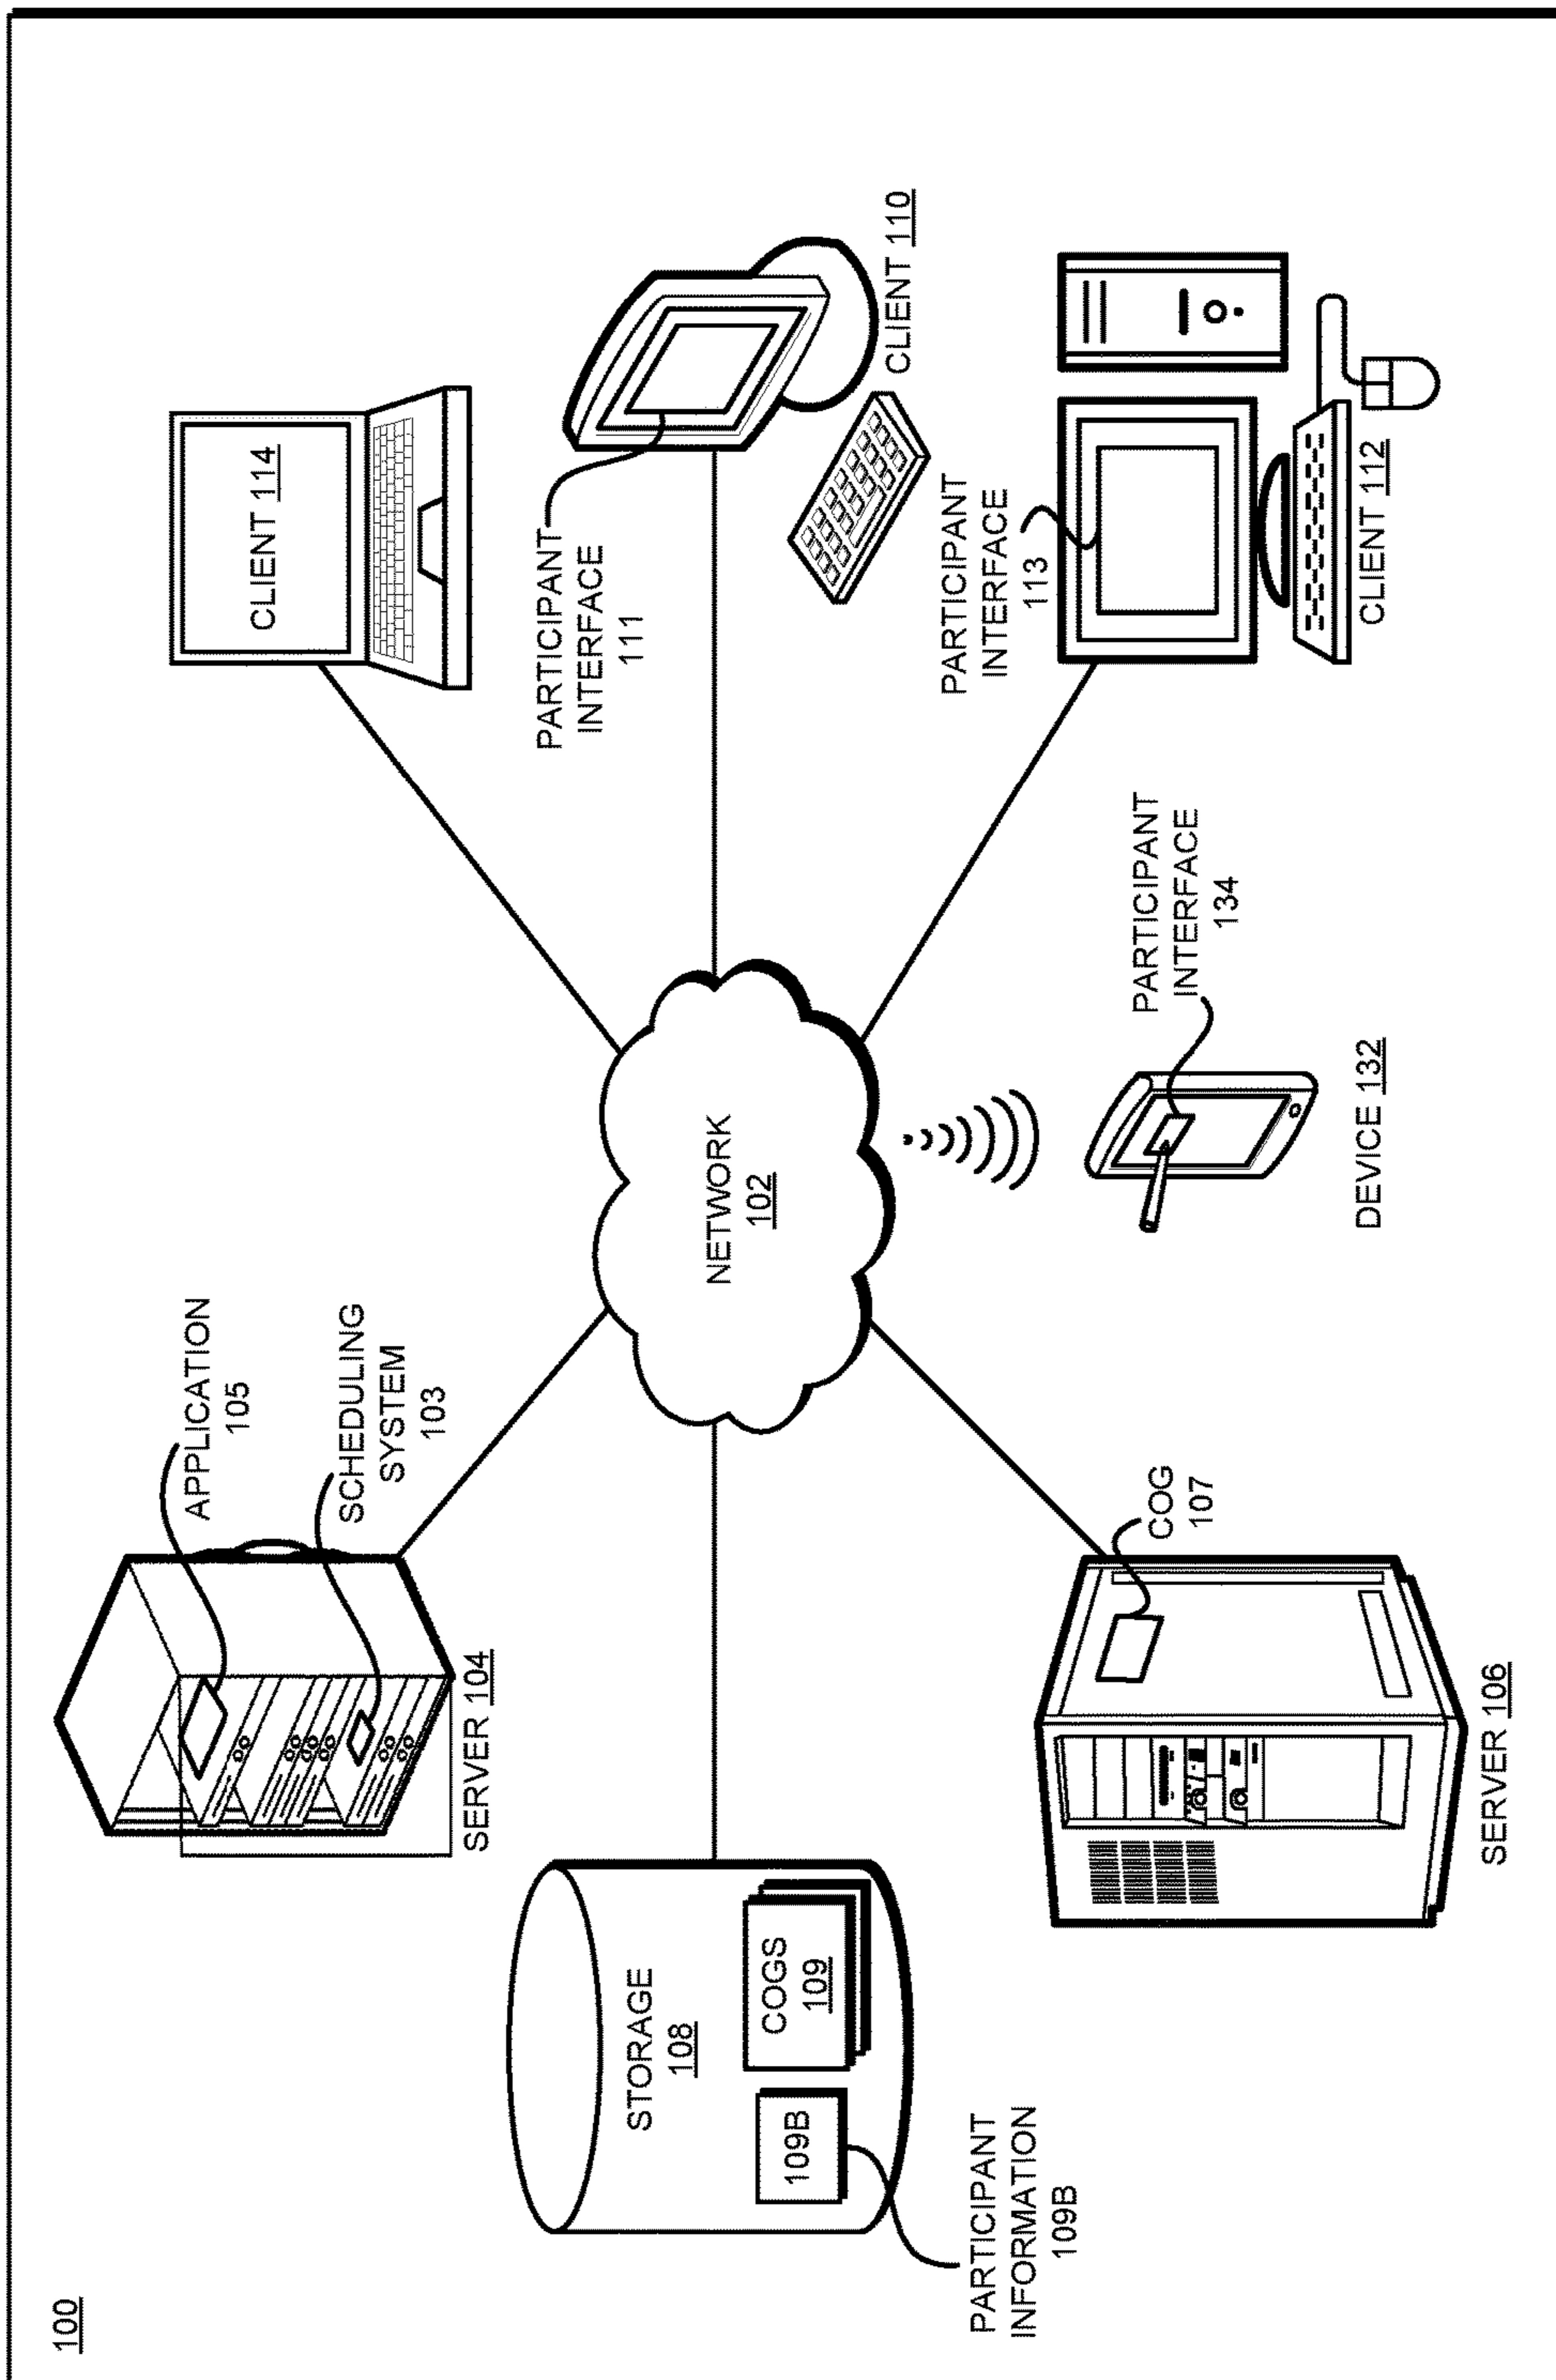 100
APPLICATION
105
SCHEDULING
SYSTEM
103
SERVER 104
STORAGE
108
COGS
109
109B
PARTICIPANT
INFORMATION
109B
COG
107
SERVER 106
NETWORK
102
CLIENT 114
PARTICIPANT
INTERFACE
111
CLIENT 110
PARTICIPANT
INTERFACE
113
CLIENT 112
PARTICIPANT
INTERFACE
134
DEVICE 132